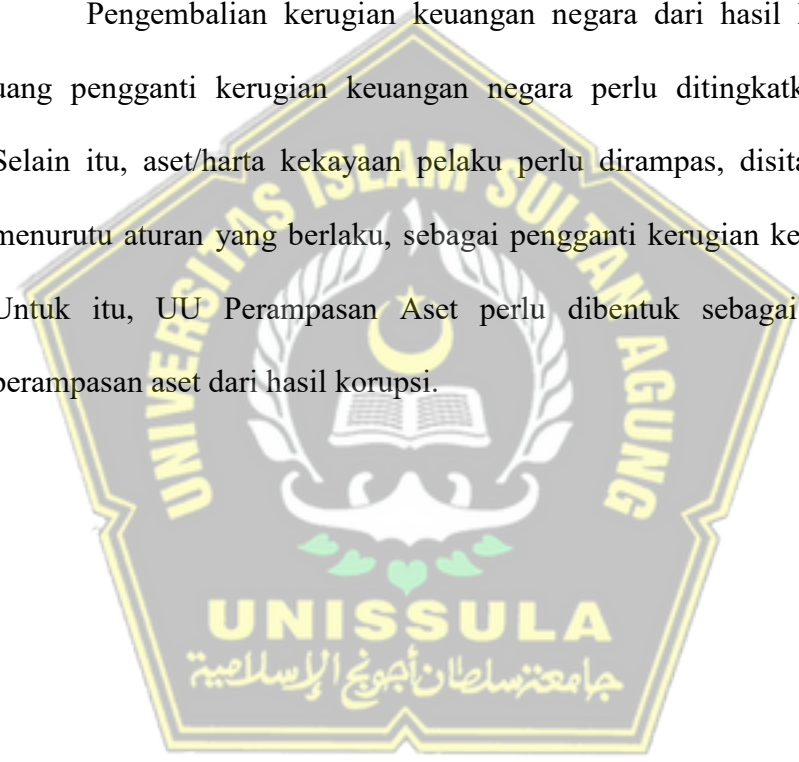 Pengembalian kerugian keuangan negara dari hasil
uang pengganti kerugian keuangan negara perlu ditingkatk
Selain itu, aset/harta kekayaan pelaku perlu dirampas, disita
menurutu aturan yang berlaku, sebagai pengganti kerugian ke
Untuk itu, UU Perampasan Aset perlu dibentuk sebagai
perampasan aset dari hasil korupsi.
UNIVERSITAS ISLAM SULTAN AGUNG
UNISSULA
جامعة سلطان أجونج الإسلامية